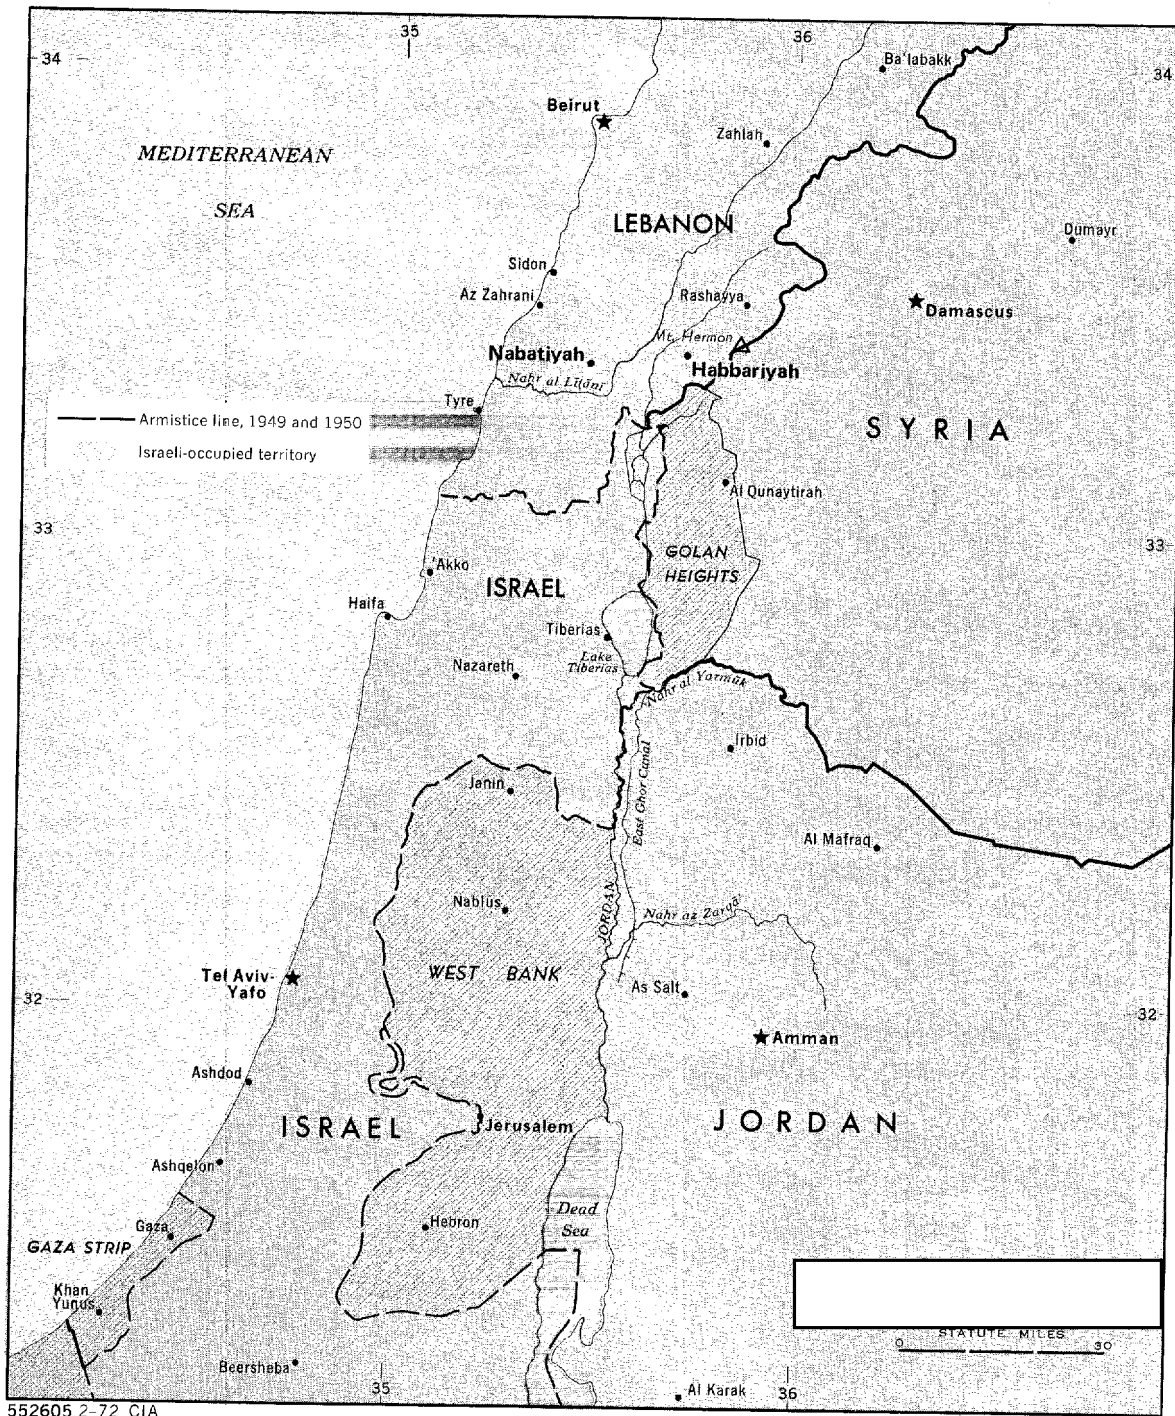 35
36
34
34
Ba'labakk
Beirut
Zahlah
MEDITERRANEAN
SEA
LEBANON
Dumayr
Sidon
Az Zahrani
Rashayya
Damascus
Mt. Hermon
Nabatiyah
Habbariyah
Nahr al Līṭānī
Tyre
Armistice line, 1949 and 1950
SYRIA
Israeli-occupied territory
Al Qunaytirah
33
33
GOLAN
HEIGHTS
'Akko
ISRAEL
Haifa
Tiberias
Lake
Tiberias
Nazareth
Nahr al Yarmūk
Irbid
Janin
East Ghor Canal
Al Mafraq
Nablus
JORDAN
Nahr az Zarqā'
WEST BANK
Tel Aviv-
Yafo
As Salt
32
32
Amman
Ashdod
ISRAEL
Jerusalem
JORDAN
Ashqelon
Dead
Sea
Gaza
Hebron
GAZA STRIP
Khan
Yunus
STATUTE MILES
0 30
Beersheba
35
36
Al Karak
552605 2-72 CIA